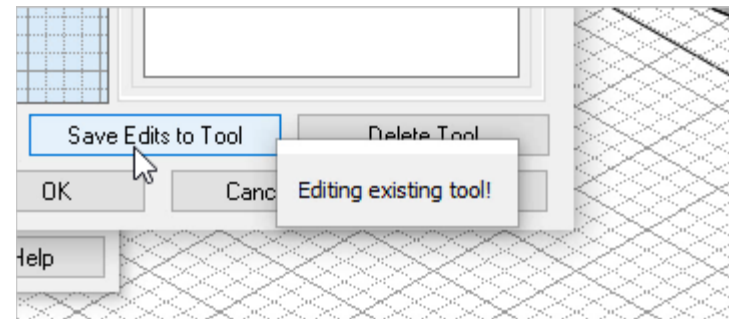 Save Edits to Tool
Delete Tool
OK
Canc
Editing existing tool!
Help